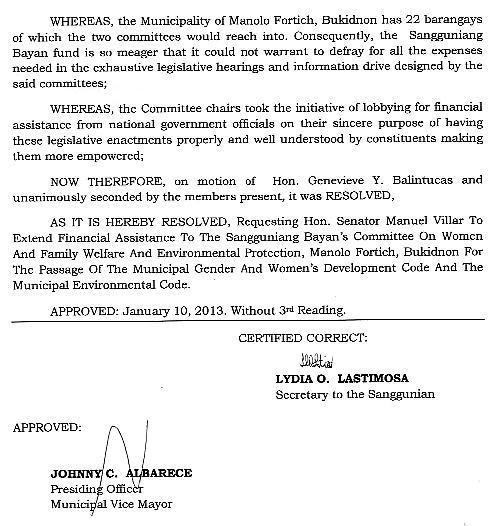 WHEREAS, the Municipality of Manolo Fortich, Bukidnon has 22 barangays
of which the two committees would reach into. Consequently, the Sangguniang
Bayan fund is so meager that it could not warrant to defray for all the expenses
needed in the exhaustive legislative hearings and information drive designed by the
said committees;
WHEREAS, the Committee chairs took the initiative of lobbying for financial
assistance from national government officials on their sincere purpose of having
these legislative enactments properly and well understood by constituents making
them more empowered;
NOW THEREFORE, on motion of Hon. Genevieve Y. Balintucas and
unanimously seconded by the members present, it was RESOLVED,
AS IT IS HEREBY RESOLVED, Requesting Hon. Senator Manuel Villar To
Extend Financial Assistance To The Sangguniang Bayan's Committee On Women
And Family Welfare And Environmental Protection, Manolo Fortich, Bukidnon For
The Passage Of The Municipal Gender And Women's Development Code And The
Municipal Environmental Code.
APPROVED: January 10, 2013. Without 3rd Reading.
CERTIFIED CORRECT:
LYDIA O. LASTIMOSA
Secretary to the Sanggunian
APPROVED:
JOHNNY C. ALBARECE
Presiding Officer
Municipal Vice Mayor